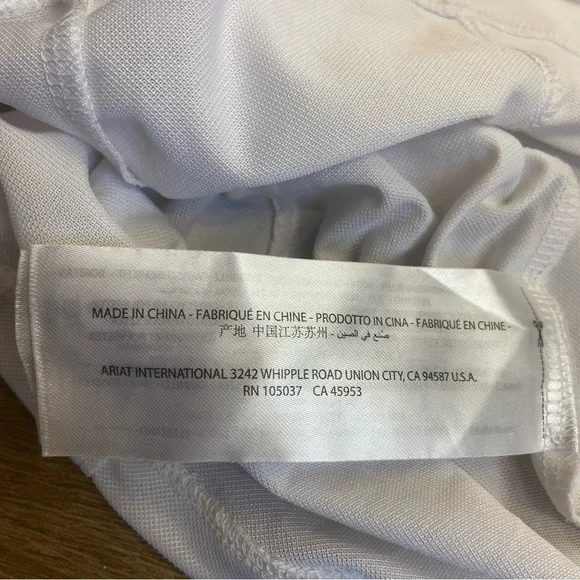 MADE IN CHINA - FABRIQUÉ EN CHINE - PRODOTTO IN CINA - FABRIQUÉ EN CHINE -
产地 中国江苏苏州 - صنع في الصين
ARIAT INTERNATIONAL 3242 WHIPPLE ROAD UNION CITY, CA 94587 U.S.A.
RN 105037 CA 45953